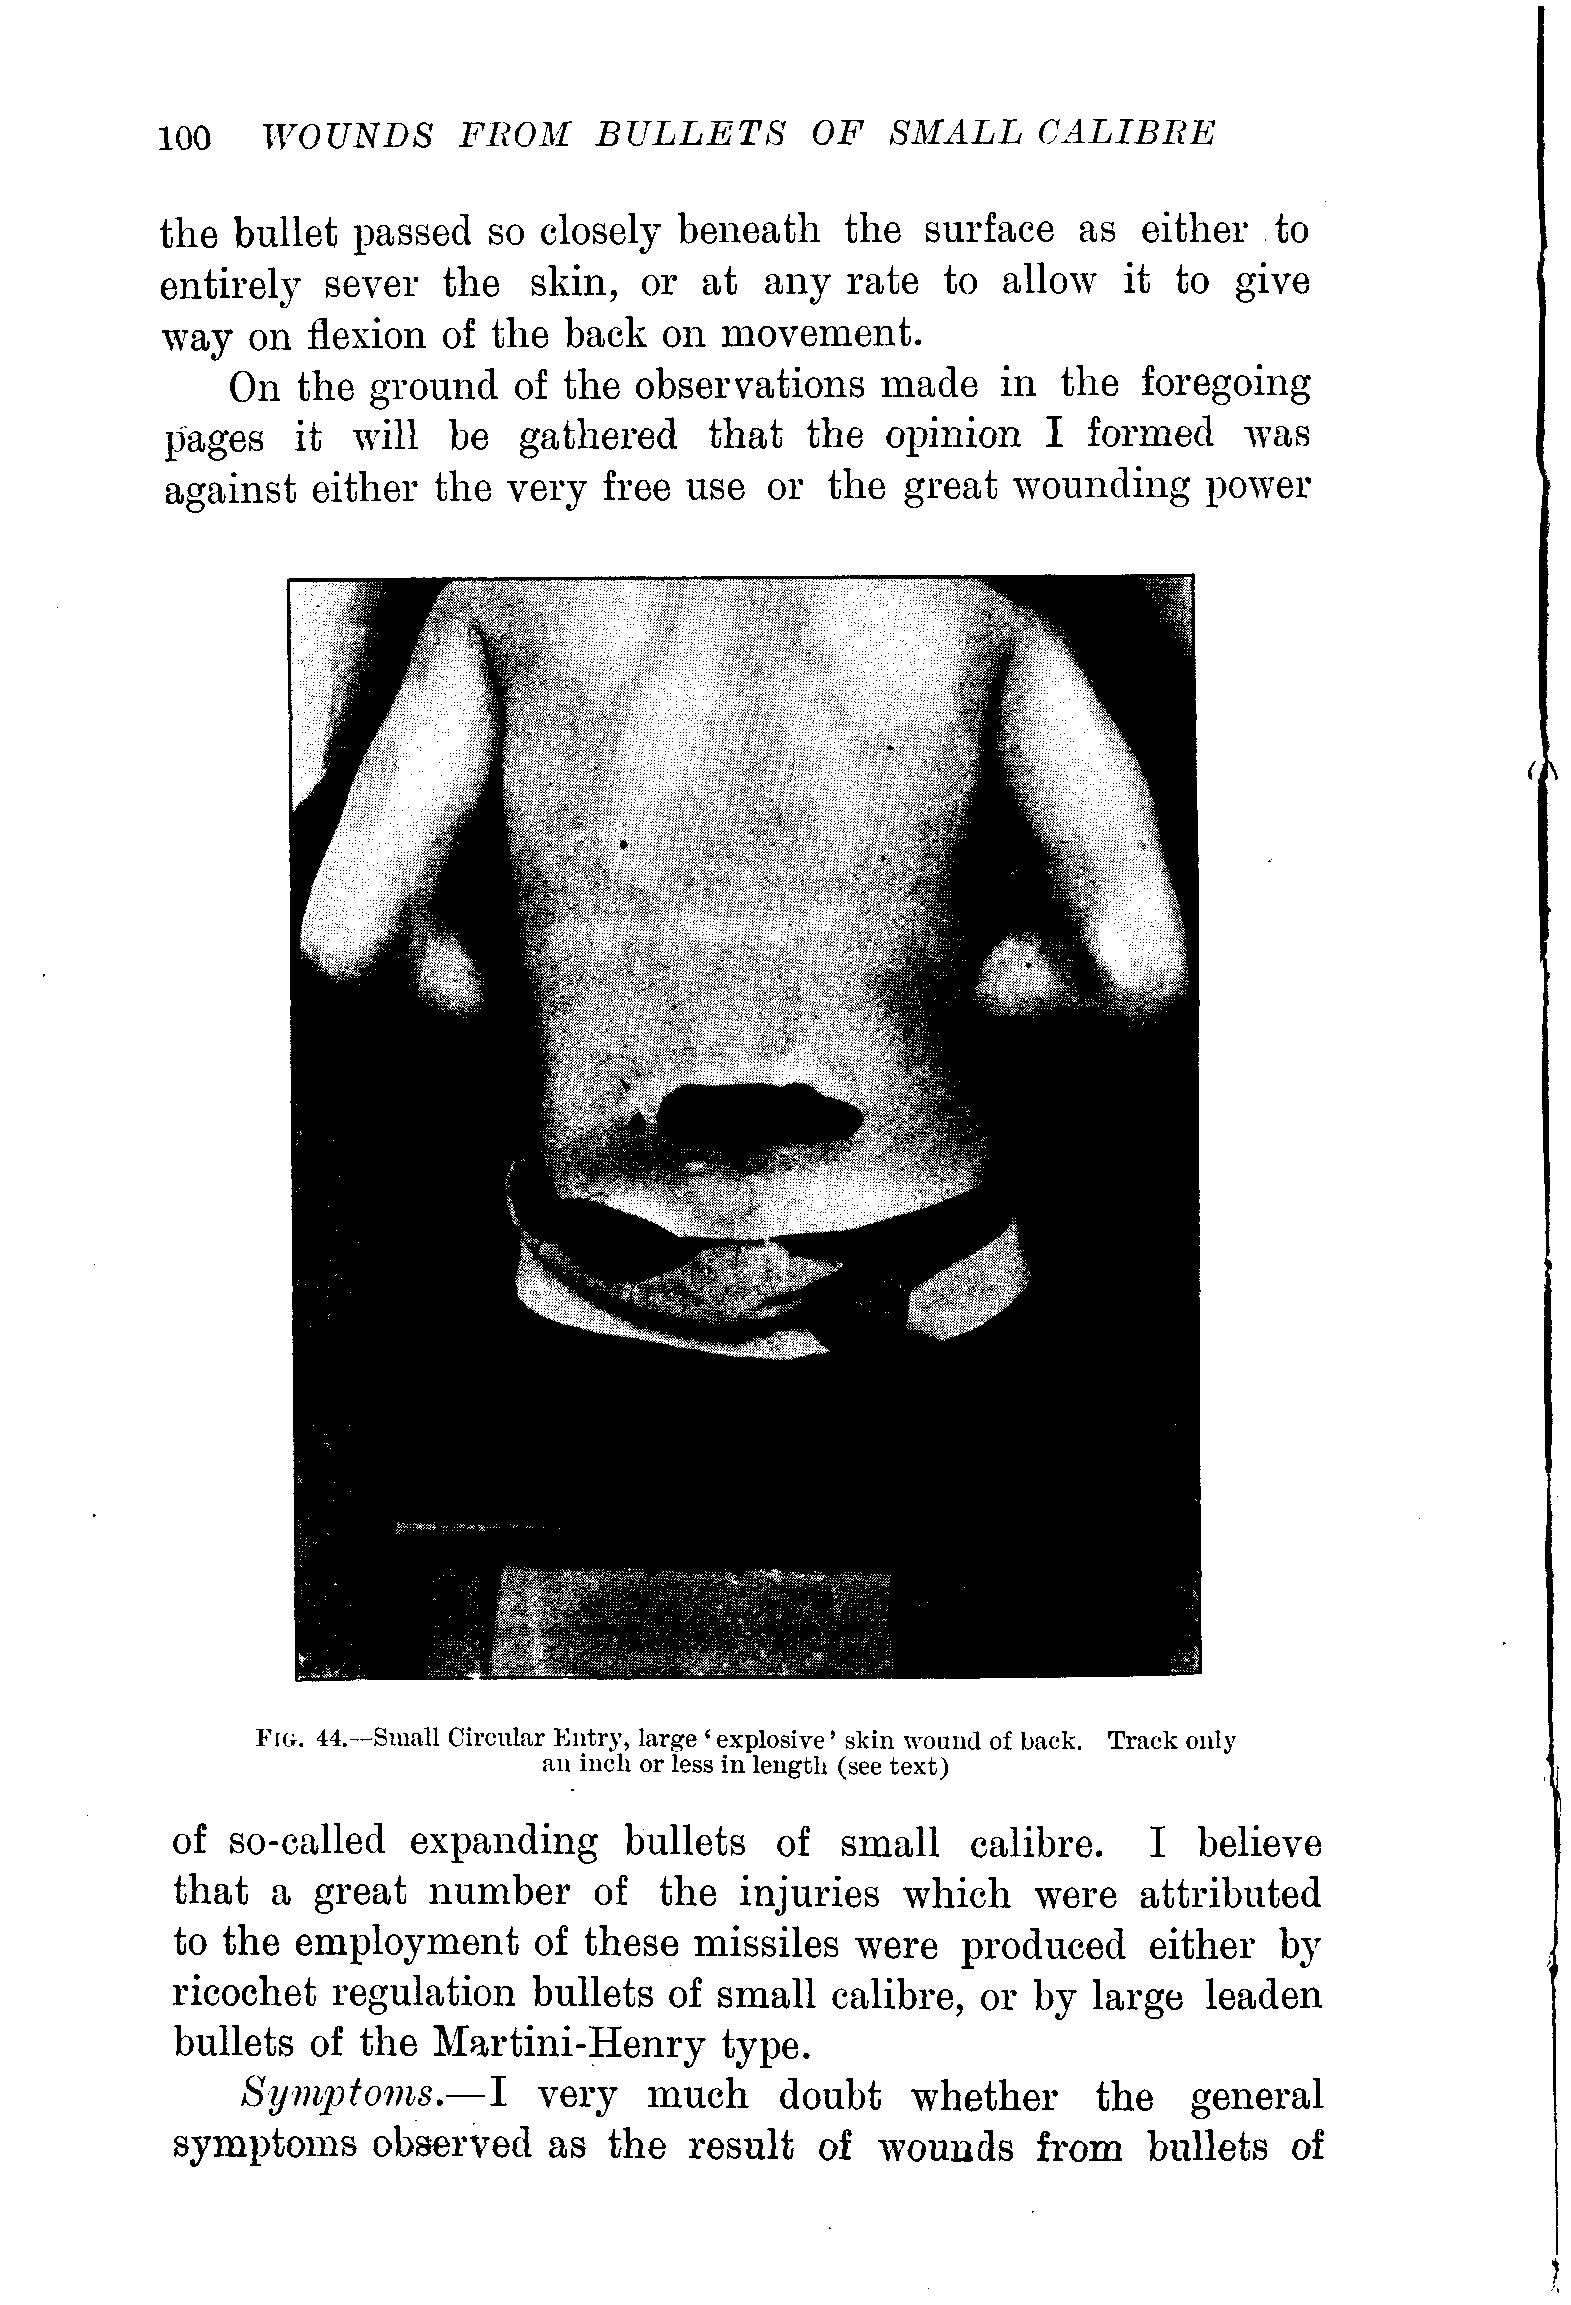 100 WOUNDS FROM BULLETS OF SMALL CALIBRE
the bullet passed so closely beneath the surface as either to
entirely sever the skin, or at any rate to allow it to give
way on flexion of the back on movement.
On the ground of the observations made in the foregoing
pages it will be gathered that the opinion I formed was
against either the very free use or the great wounding power
FIG. 44.—Small Circular Entry, large ‘explosive’ skin wound of back. Track only
an inch or less in length (see text)
of so-called expanding bullets of small calibre. I believe
that a great number of the injuries which were attributed
to the employment of these missiles were produced either by
ricochet regulation bullets of small calibre, or by large leaden
bullets of the Martini-Henry type.
Symptoms.—I very much doubt whether the general
symptoms observed as the result of wounds from bullets of